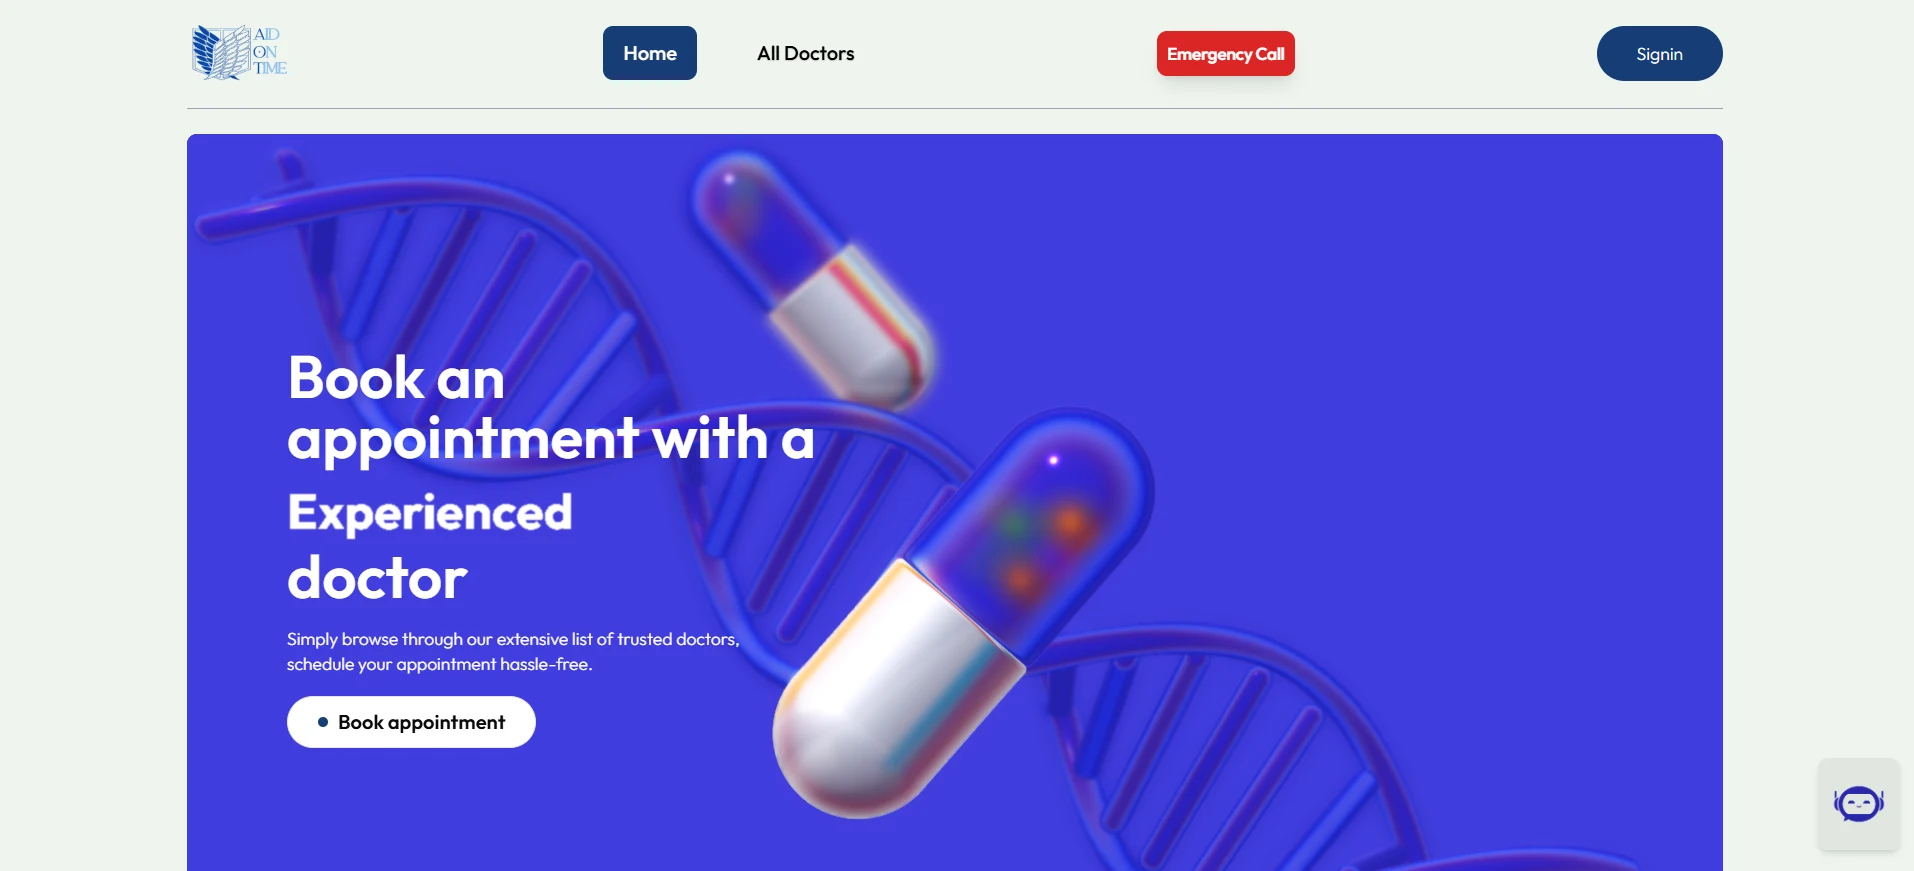 AID
ON
TIME
Home
All Doctors
Emergency Call
Signin
Book an
appointment with a
Experienced
doctor
Simply browse through our extensive list of trusted doctors,
schedule your appointment hassle-free.
Book appointment